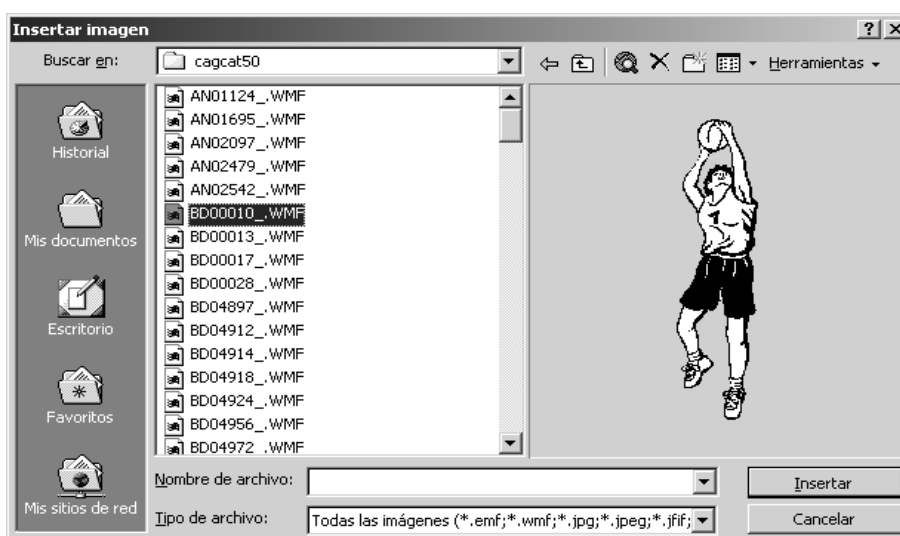 Insertar imagen
Buscar en:
cagcat50
Herramientas
Historial
Mis documentos
Escritorio
Favoritos
Mis sitios de red
AN01124_.WMF
AN01695_.WMF
AN02097_.WMF
AN02479_.WMF
AN02542_.WMF
BD00010_.WMF
BD00013_.WMF
BD00017_.WMF
BD00028_.WMF
BD04897_.WMF
BD04912_.WMF
BD04914_.WMF
BD04918_.WMF
BD04924_.WMF
BD04956_.WMF
BD04972_.WMF
1
Nombre de archivo:
Insertar
Tipo de archivo:
Todas las imágenes (*.emf;*.wmf;*.jpg;*.jpeg;*.jfif;
Cancelar